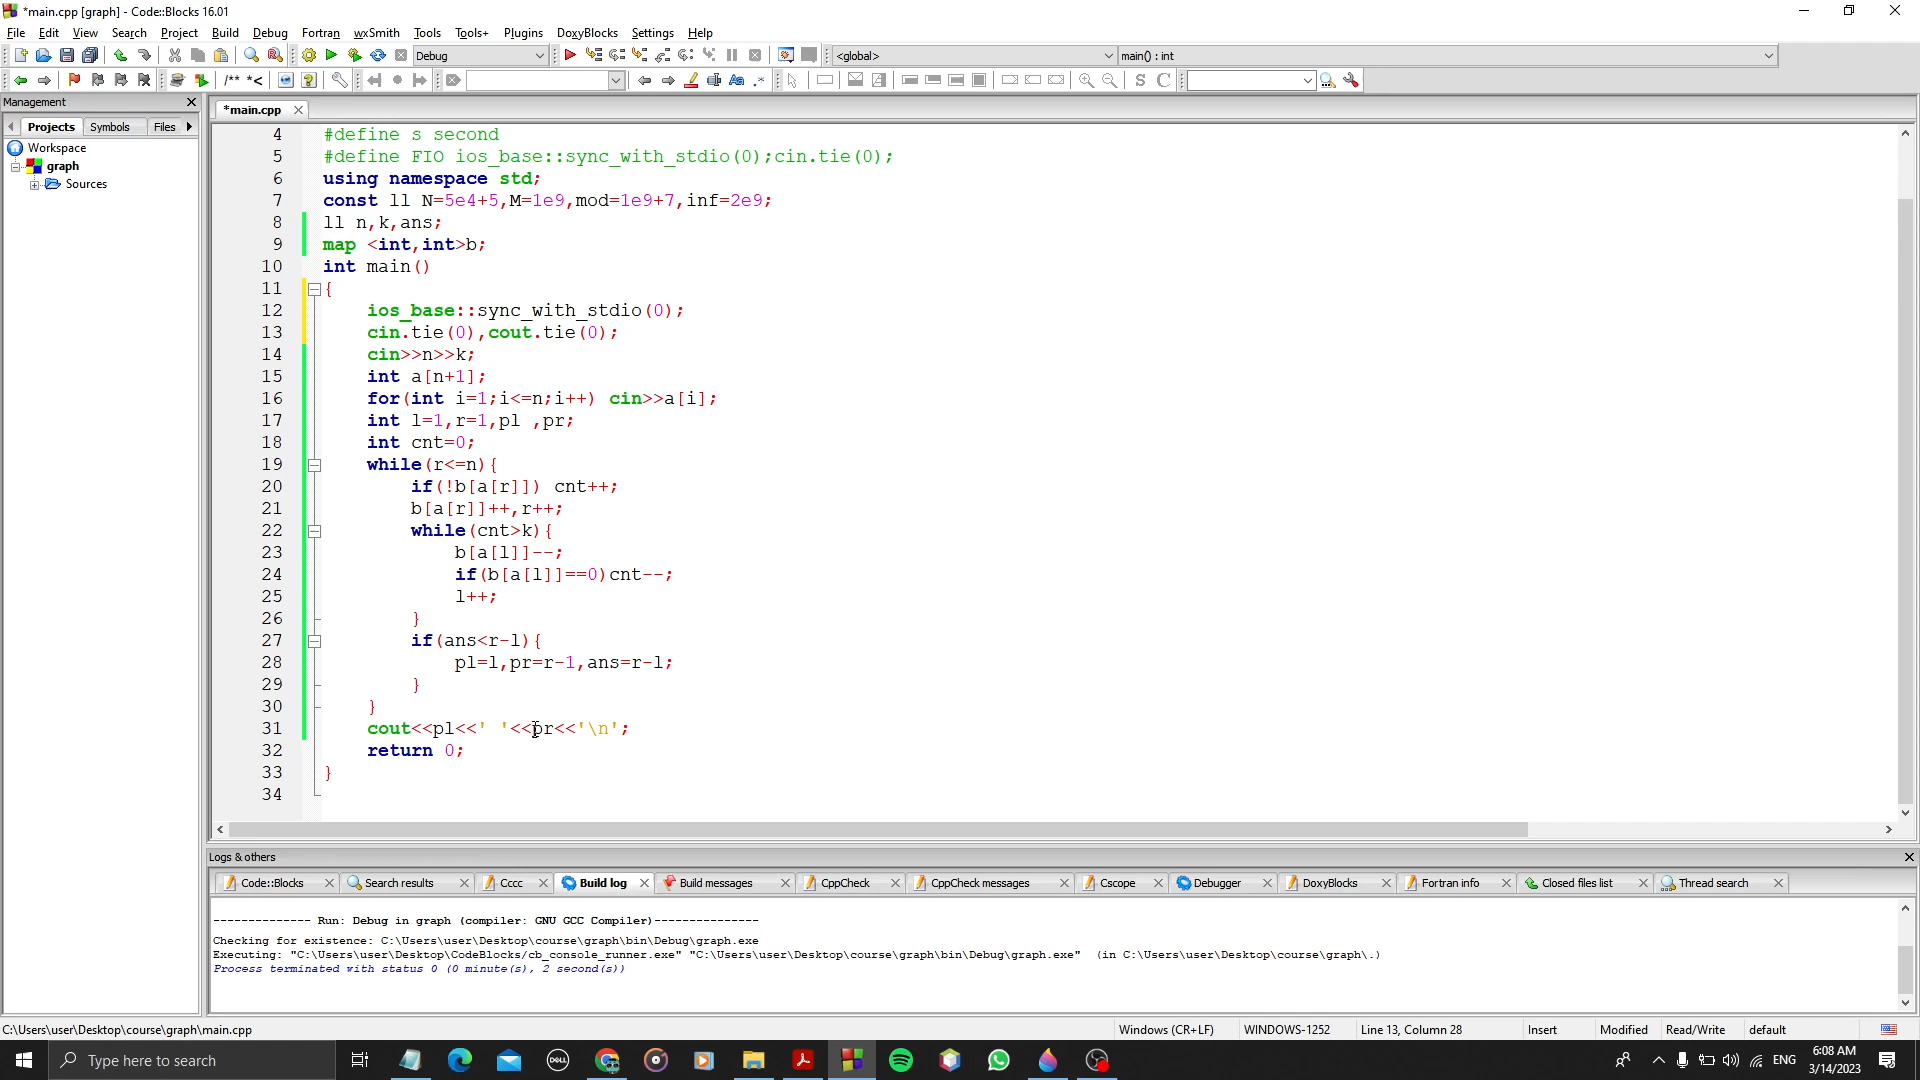 *main.cpp [graph] - Code::Blocks 16.01
File Edit View Search Project Build Debug Fortran wxSmith Tools Tools+ Plugins DoxyBlocks Settings Help
Debug <global> main() : int
/** *<
S C
Management
Projects Symbols Files
Workspace
graph
Sources
*main.cpp
4 #define s second
5 #define FIO ios_base::sync_with_stdio(0);cin.tie(0);
6 using namespace std;
7 const ll N=5e4+5,M=1e9,mod=1e9+7,inf=2e9;
8 ll n,k,ans;
9 map <int,int>b;
10 int main()
11 {
12 ios_base::sync_with_stdio(0);
13 cin.tie(0),cout.tie(0);
14 cin>>n>>k;
15 int a[n+1];
16 for(int i=1;i<=n;i++) cin>>a[i];
17 int l=1,r=1,pl ,pr;
18 int cnt=0;
19 while(r<=n){
20 if(!b[a[r]]) cnt++;
21 b[a[r]]++,r++;
22 while(cnt>k){
23 b[a[l]]--;
24 if(b[a[l]]==0)cnt--;
25 l++;
26 }
27 if(ans<r-l){
28 pl=l,pr=r-1,ans=r-l;
29 }
30 }
31 cout<<pl<<' '<<pr<<'\n';
32 return 0;
33 }
34
Logs & others
Code::Blocks Search results Cccc Build log Build messages CppCheck CppCheck messages Cscope Debugger DoxyBlocks Fortran info Closed files list Thread search
-------------- Run: Debug in graph (compiler: GNU GCC Compiler)---------------
Checking for existence: C:\Users\user\Desktop\course\graph\bin\Debug\graph.exe
Executing: "C:\Users\user\Desktop\CodeBlocks/cb_console_runner.exe" "C:\Users\user\Desktop\course\graph\bin\Debug\graph.exe" (in C:\Users\user\Desktop\course\graph\.)
Process terminated with status 0 (0 minute(s), 2 second(s))
C:\Users\user\Desktop\course\graph\main.cpp Windows (CR+LF) WINDOWS-1252 Line 13, Column 28 Insert Modified Read/Write default
Type here to search
DELL
ENG
6:08 AM
3/14/2023